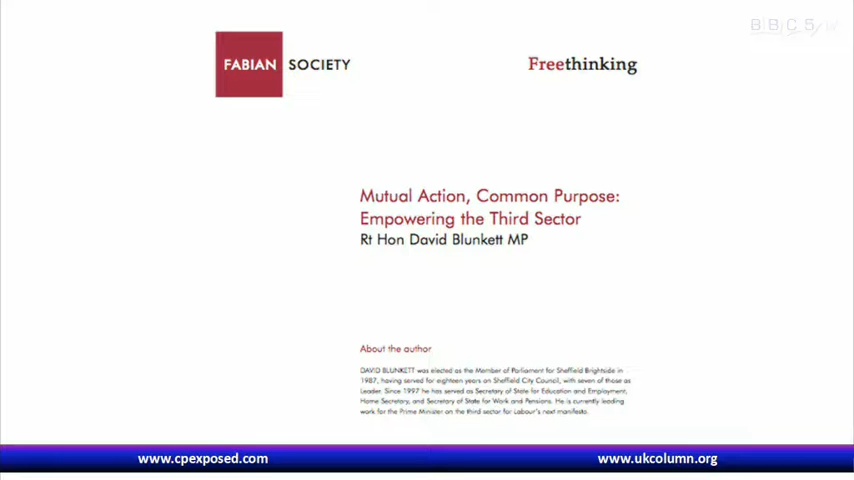 BBC5.tv
FABIAN SOCIETY
Freethinking
Mutual Action, Common Purpose:
Empowering the Third Sector
Rt Hon David Blunkett MP
About the author
DAVID BLUNKETT was elected as the Member of Parliament for Sheffield Brightside in
1987, having served for eighteen years on Sheffield City Council, with seven of those as
Leader. Since 1997 he has served as Secretary of State for Education and Employment,
Home Secretary, and Secretary of State for Work and Pensions. He is currently leading
work for the Prime Minister on the third sector for Labour's next manifesto.
www.cpexposed.com
www.ukcolumn.org